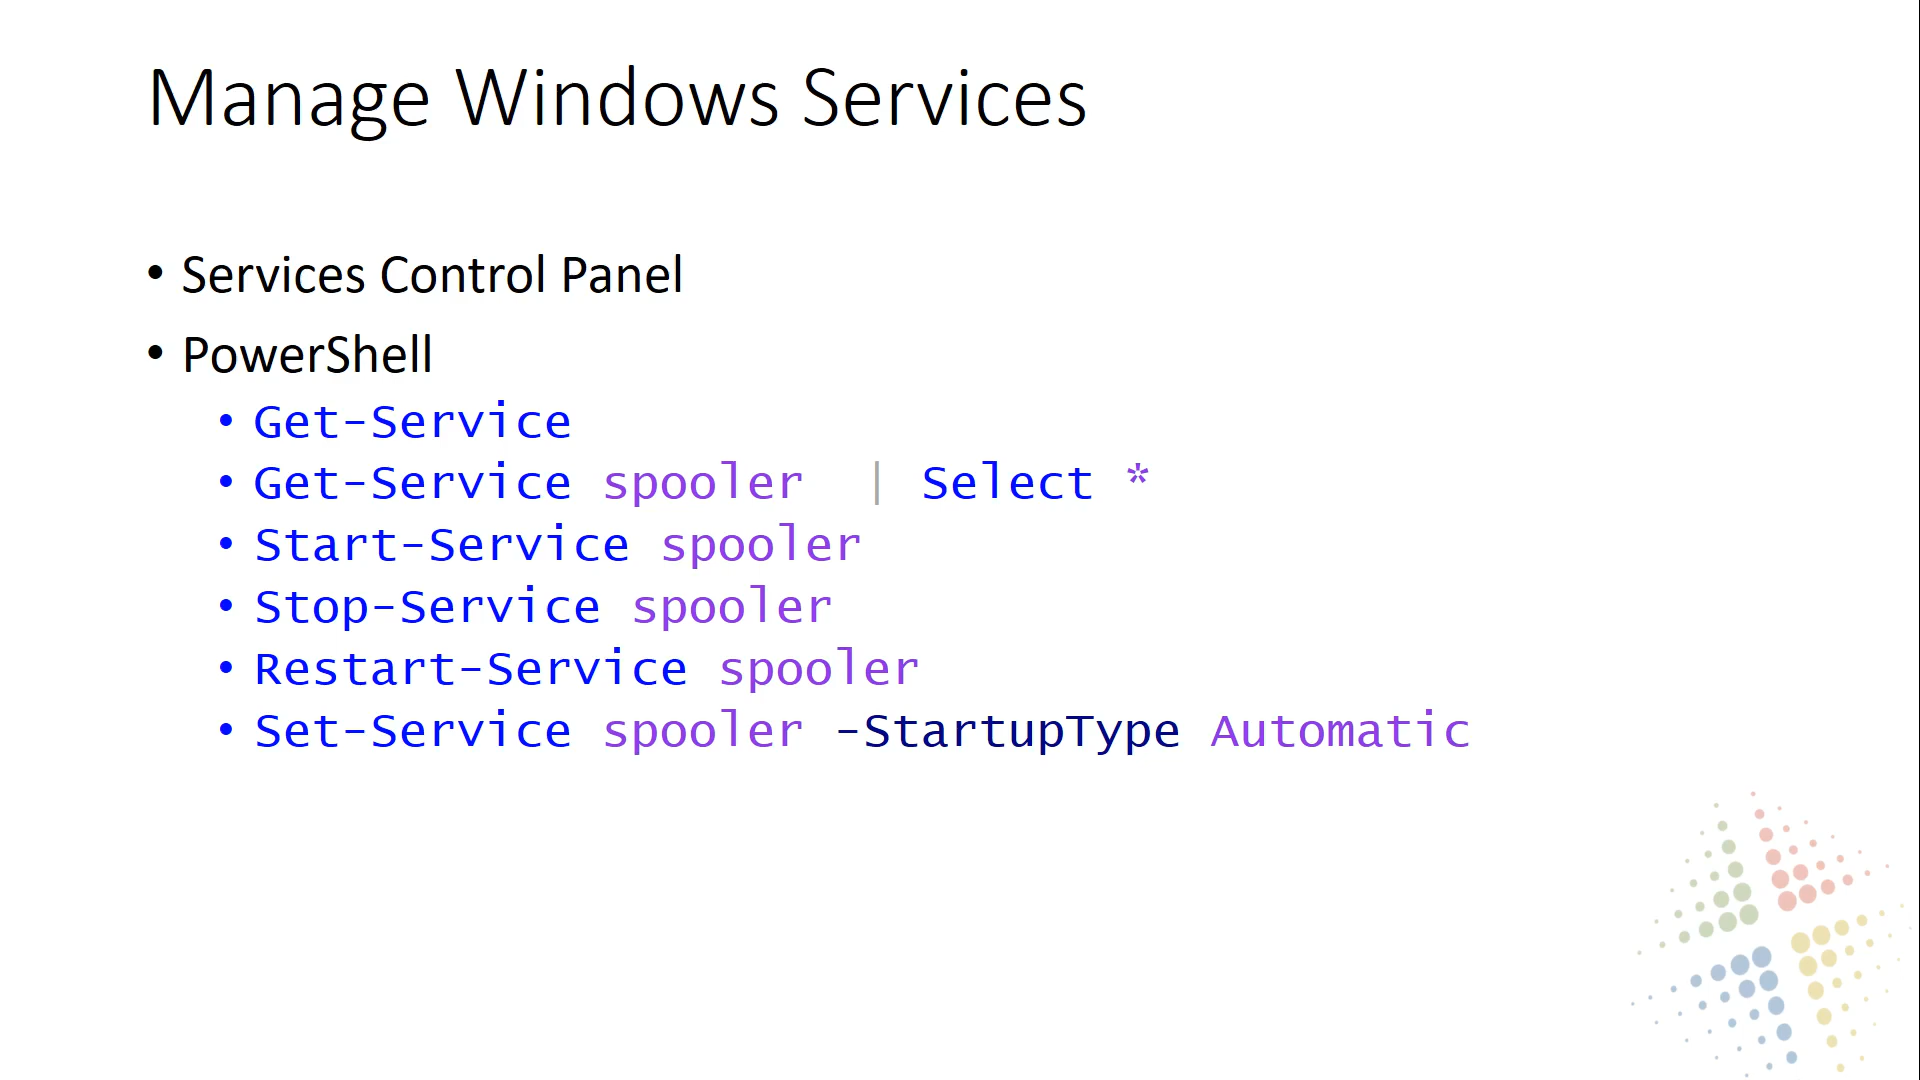 Manage Windows Services
• Services Control Panel
• PowerShell
• Get-Service
• Get-Service spooler | Select *
• Start-Service spooler
• Stop-Service spooler
• Restart-Service spooler
• Set-Service spooler -StartupType Automatic